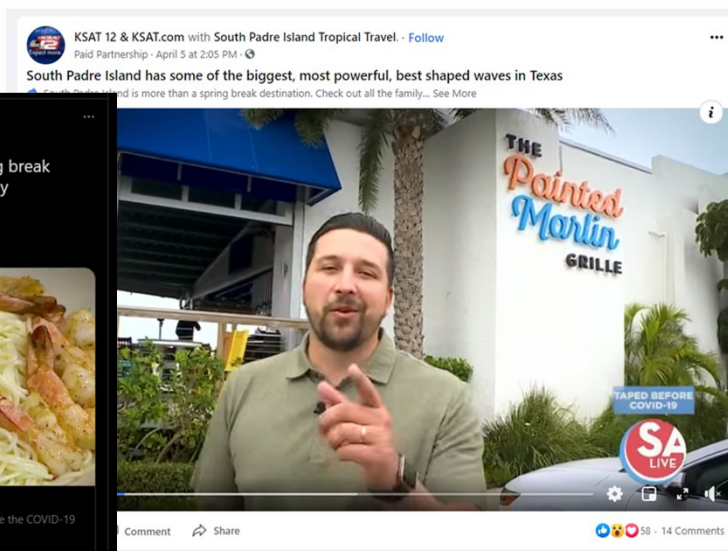 KSAT 12 & KSAT.com with South Padre Island Tropical Travel. · Follow
Paid Partnership · April 5 at 2:05 PM ·
South Padre Island has some of the biggest, most powerful, best shaped waves in Texas
South Padre Island is more than a spring break destination. Check out all the family... See More
g break
y
THE
Painted
Marlin
GRILLE
TAPED BEFORE
COVID-19
SA
LIVE
e the COVID-19
Comment
Share
58 · 14 Comments